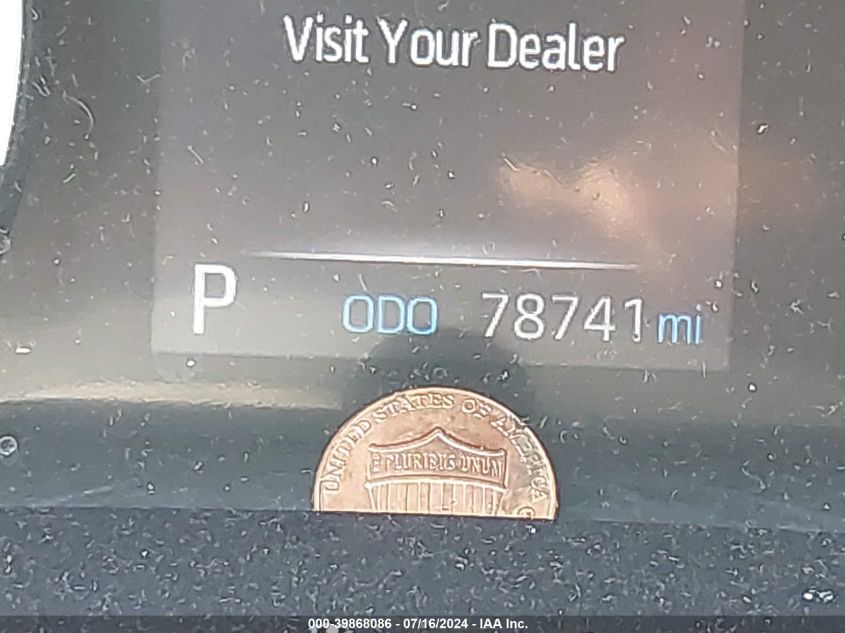 Visit Your Dealer
P ODO 78741 mi
UNITED STATES OF AMERICA
E PLURIBUS UNUM
000-39868086 - 07/16/2024 - IAA Inc.